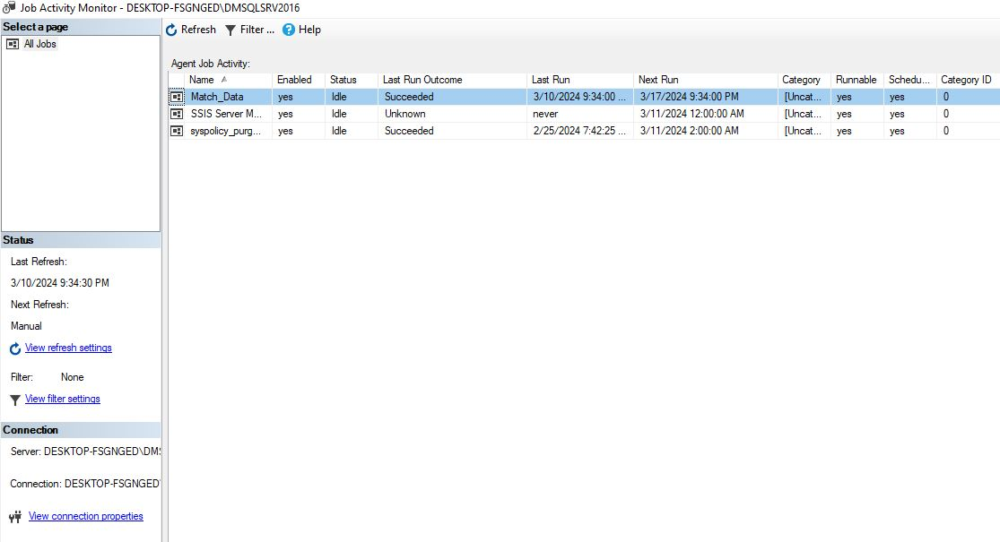 Job Activity Monitor - DESKTOP-FSGNGED\DMSQLSRV2016
Select a page
All Jobs
Refresh Filter ... Help
Agent Job Activity:
Name Enabled Status Last Run Outcome Last Run Next Run Category Runnable Schedu... Category ID
Match_Data yes Idle Succeeded 3/10/2024 9:34:00 ... 3/17/2024 9:34:00 PM [Uncat... yes yes 0
SSIS Server M... yes Idle Unknown never 3/11/2024 12:00:00 AM [Uncat... yes yes 0
syspolicy_purg... yes Idle Succeeded 2/25/2024 7:42:25 ... 3/11/2024 2:00:00 AM [Uncat... yes yes 0
Status
Last Refresh:
3/10/2024 9:34:30 PM
Next Refresh:
Manual
View refresh settings
Filter: None
View filter settings
Connection
Server: DESKTOP-FSGNGED\DMS
Connection: DESKTOP-FSGNGED\
View connection properties